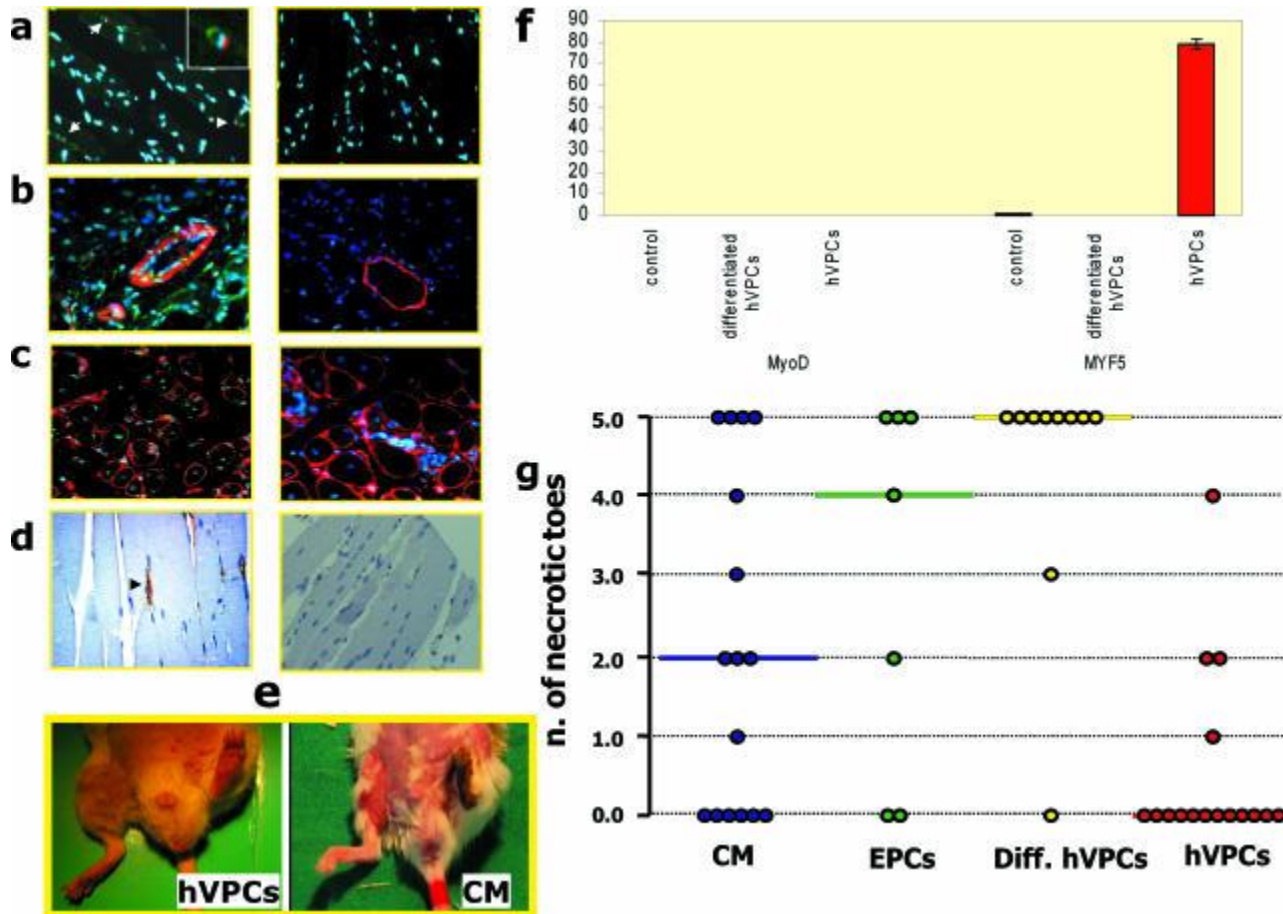 a
b
c
d
e
hVPCs
CM
f
90
80
70
60
50
40
30
20
10
0
control
differentiated
hVPCs
hVPCs
control
differentiated
hVPCs
hVPCs
MyoD
MYF5
g
n. of necrotic toes
5.0
4.0
3.0
2.0
1.0
0.0
CM
EPCs
Diff. hVPCs
hVPCs